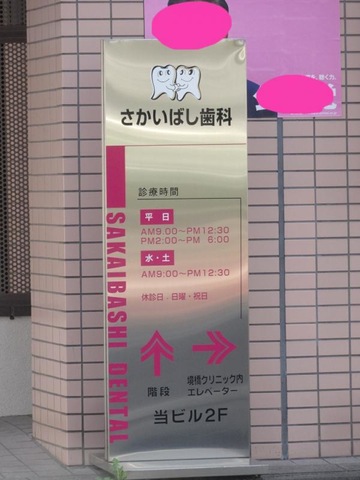 さかいばし歯科
診療時間
平日
AM9:00〜PM12:30
PM2:00〜PM 6:00
水・土
AM9:00〜PM12:30
休診日 . 日曜・祝日
SAKAIBASHI DENTAL
階段
境橋クリニック内
エレベーター
当ビル2F